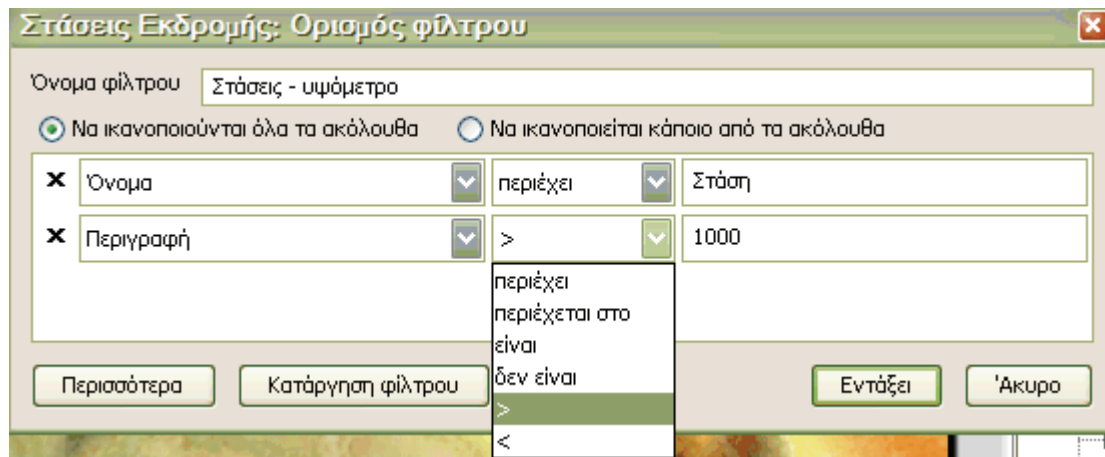 Στάσεις Εκδρομής: Ορισμός φίλτρου
Όνομα φίλτρου Στάσεις - υψόμετρο
Να ικανοποιούνται όλα τα ακόλουθα Να ικανοποιείται κάποιο από τα ακόλουθα
Όνομα περιέχει Στάση
Περιγραφή > 1000
περιέχει
περιέχεται στο
είναι
δεν είναι
>
<
Περισσότερα Κατάργηση φίλτρου Εντάξει Άκυρο